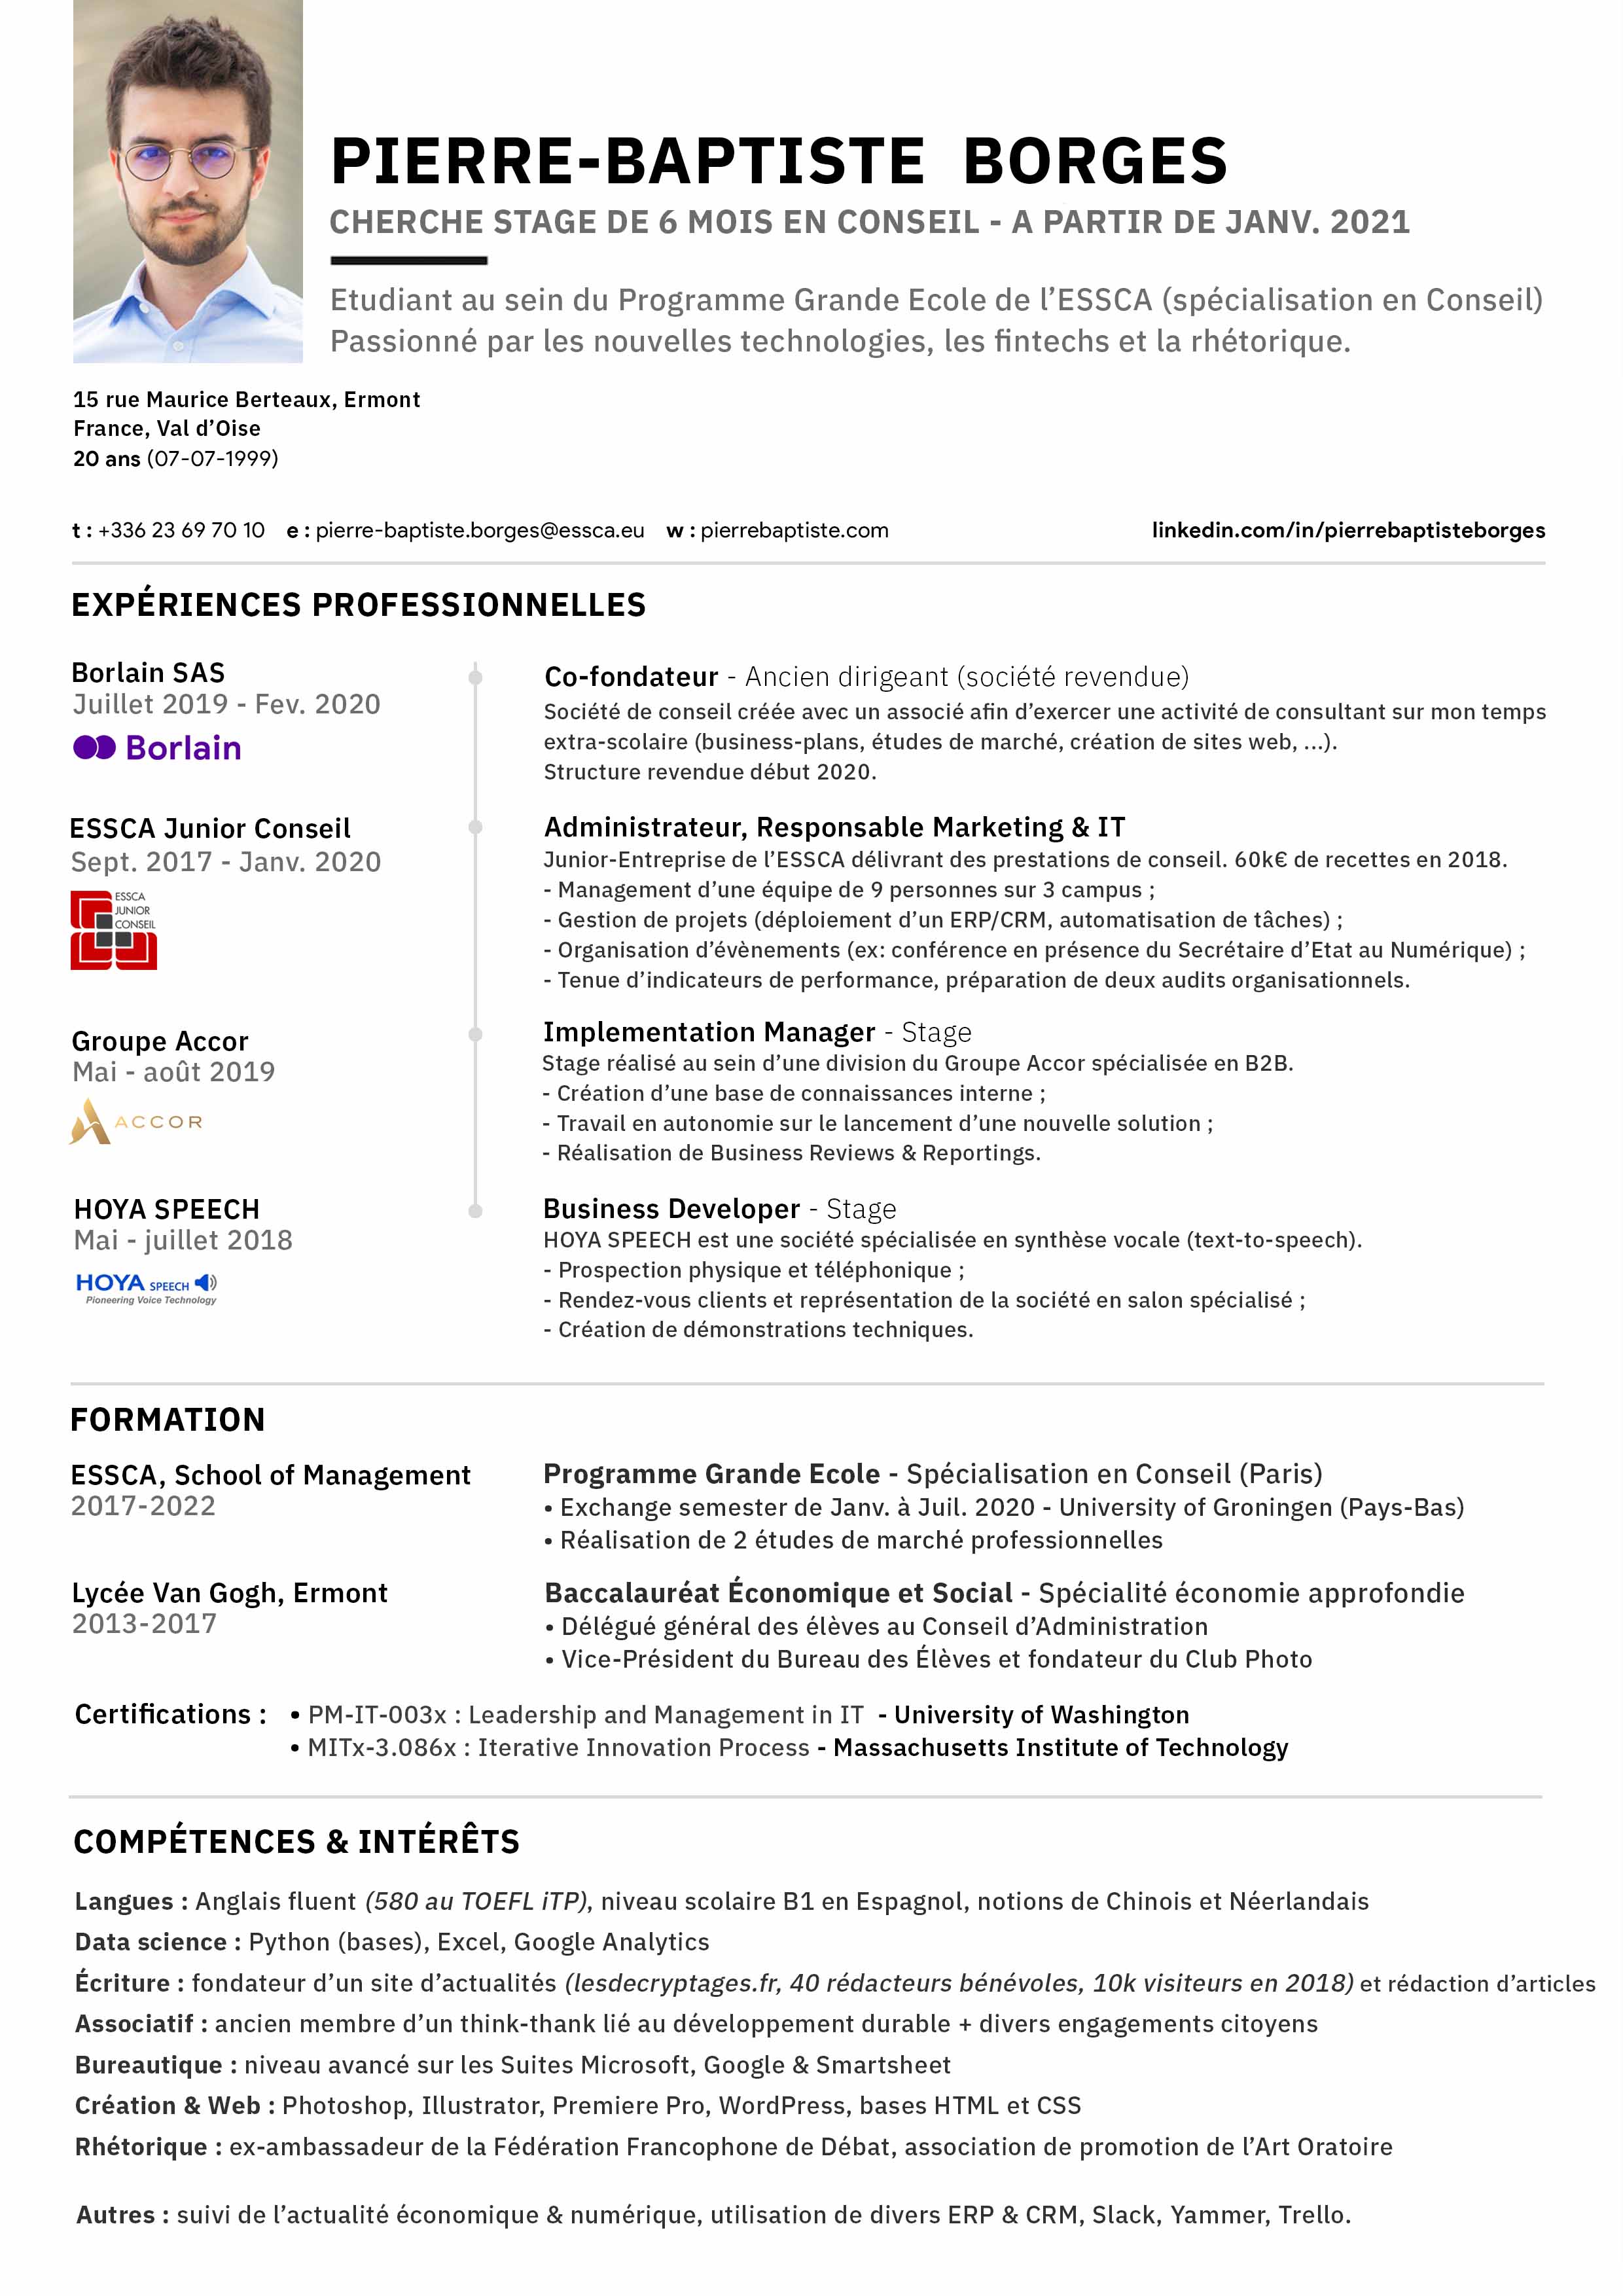 PIERRE-BAPTISTE BORGES
CHERCHE STAGE DE 6 MOIS EN CONSEIL - A PARTIR DE JANV. 2021
Etudiant au sein du Programme Grande Ecole de l’ESSCA (spécialisation en Conseil)
Passionné par les nouvelles technologies, les fintechs et la rhétorique.
15 rue Maurice Berteaux, Ermont
France, Val d’Oise
20 ans (07-07-1999)
t : +336 23 69 70 10 e : pierre-baptiste.borges@essca.eu w : pierrebaptiste.com linkedin.com/in/pierrebaptisteborges
EXPÉRIENCES PROFESSIONNELLES
Borlain SAS
Juillet 2019 - Fev. 2020
Borlain
Co-fondateur - Ancien dirigeant (société revendue)
Société de conseil créée avec un associé afin d’exercer une activité de consultant sur mon temps
extra-scolaire (business-plans, études de marché, création de sites web, ...).
Structure revendue début 2020.
ESSCA Junior Conseil
Sept. 2017 - Janv. 2020
ESSCA
JUNIOR
CONSEIL
Administrateur, Responsable Marketing & IT
Junior-Entreprise de l’ESSCA délivrant des prestations de conseil. 60k€ de recettes en 2018.
- Management d’une équipe de 9 personnes sur 3 campus ;
- Gestion de projets (déploiement d’un ERP/CRM, automatisation de tâches) ;
- Organisation d’évènements (ex: conférence en présence du Secrétaire d’Etat au Numérique) ;
- Tenue d’indicateurs de performance, préparation de deux audits organisationnels.
Groupe Accor
Mai - août 2019
ACCOR
Implementation Manager - Stage
Stage réalisé au sein d’une division du Groupe Accor spécialisée en B2B.
- Création d’une base de connaissances interne ;
- Travail en autonomie sur le lancement d’une nouvelle solution ;
- Réalisation de Business Reviews & Reportings.
HOYA SPEECH
Mai - juillet 2018
HOYA SPEECH
Pioneering Voice Technology
Business Developer - Stage
HOYA SPEECH est une société spécialisée en synthèse vocale (text-to-speech).
- Prospection physique et téléphonique ;
- Rendez-vous clients et représentation de la société en salon spécialisé ;
- Création de démonstrations techniques.
FORMATION
ESSCA, School of Management
2017-2022
Programme Grande Ecole - Spécialisation en Conseil (Paris)
• Exchange semester de Janv. à Juil. 2020 - University of Groningen (Pays-Bas)
• Réalisation de 2 études de marché professionnelles
Lycée Van Gogh, Ermont
2013-2017
Baccalauréat Économique et Social - Spécialité économie approfondie
• Délégué général des élèves au Conseil d’Administration
• Vice-Président du Bureau des Élèves et fondateur du Club Photo
Certifications : • PM-IT-003x : Leadership and Management in IT - University of Washington
• MITx-3.086x : Iterative Innovation Process - Massachusetts Institute of Technology
COMPÉTENCES & INTÉRÊTS
Langues : Anglais fluent (580 au TOEFL iTP), niveau scolaire B1 en Espagnol, notions de Chinois et Néerlandais
Data science : Python (bases), Excel, Google Analytics
Écriture : fondateur d’un site d’actualités (lesdecryptages.fr, 40 rédacteurs bénévoles, 10k visiteurs en 2018) et rédaction d’articles
Associatif : ancien membre d’un think-thank lié au développement durable + divers engagements citoyens
Bureautique : niveau avancé sur les Suites Microsoft, Google & Smartsheet
Création & Web : Photoshop, Illustrator, Premiere Pro, WordPress, bases HTML et CSS
Rhétorique : ex-ambassadeur de la Fédération Francophone de Débat, association de promotion de l’Art Oratoire
Autres : suivi de l’actualité économique & numérique, utilisation de divers ERP & CRM, Slack, Yammer, Trello.